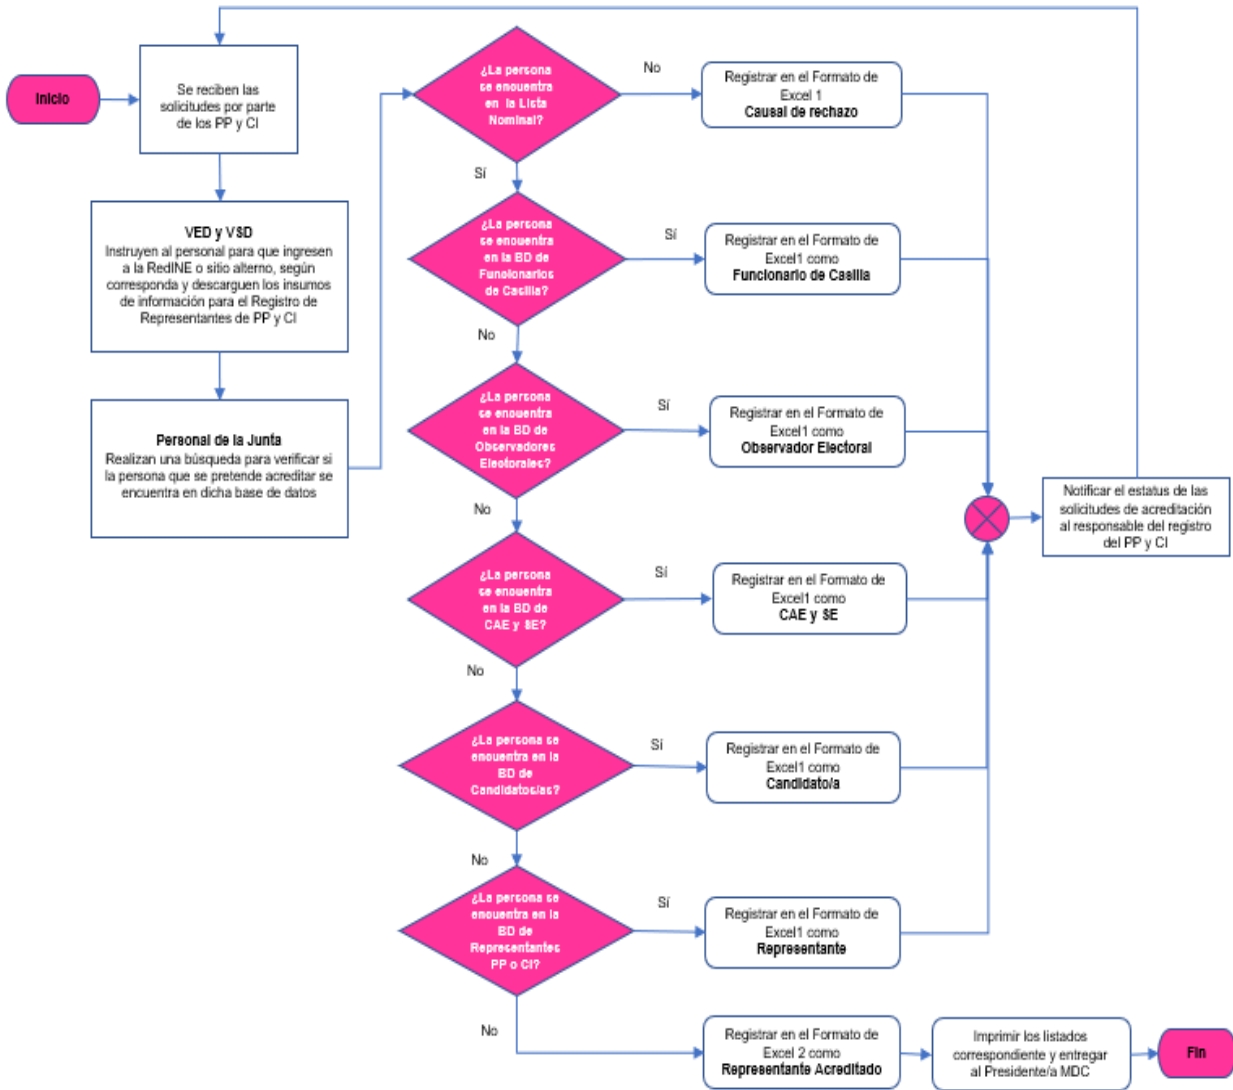 Inicio
Se reciben las
solicitudes por parte
de los PP y CI
VED y VSD
Instruyen al personal para que ingresen
a la RedINE o sitio alterno, según
corresponda y descarguen los insumos
de información para el Registro de
Representantes de PP y CI
Personal de la Junta
Realizan una búsqueda para verificar si
la persona que se pretende acreditar se
encuentra en dicha base de datos
¿La persona
se encuentra
en la Lista
Nominal?
No
Registrar en el Formato de
Excel 1
Causal de rechazo
Sí
¿La persona
se encuentra
en la BD de
Funcionarios
de Casilla?
Sí
Registrar en el Formato de
Excel1 como
Funcionario de Casilla
No
¿La persona
se encuentra
en la BD de
Observadores
Electorales?
Sí
Registrar en el Formato de
Excel1 como
Observador Electoral
No
¿La persona
se encuentra
en la BD de
CAE y SE?
Sí
Registrar en el Formato de
Excel1 como
CAE y SE
No
¿La persona se
encuentra en la
BD de
Candidatos/as?
Sí
Registrar en el Formato de
Excel1 como
Candidato/a
No
¿La persona se
encuentra en la
BD de
Representantes
PP o CI?
Sí
Registrar en el Formato de
Excel1 como
Representante
No
Registrar en el Formato de
Excel 2 como
Representante Acreditado
Notificar el estatus de las
solicitudes de acreditación
al responsable del registro
del PP y CI
Imprimir los listados
correspondiente y entregar
al Presidente/a MDC
Fin